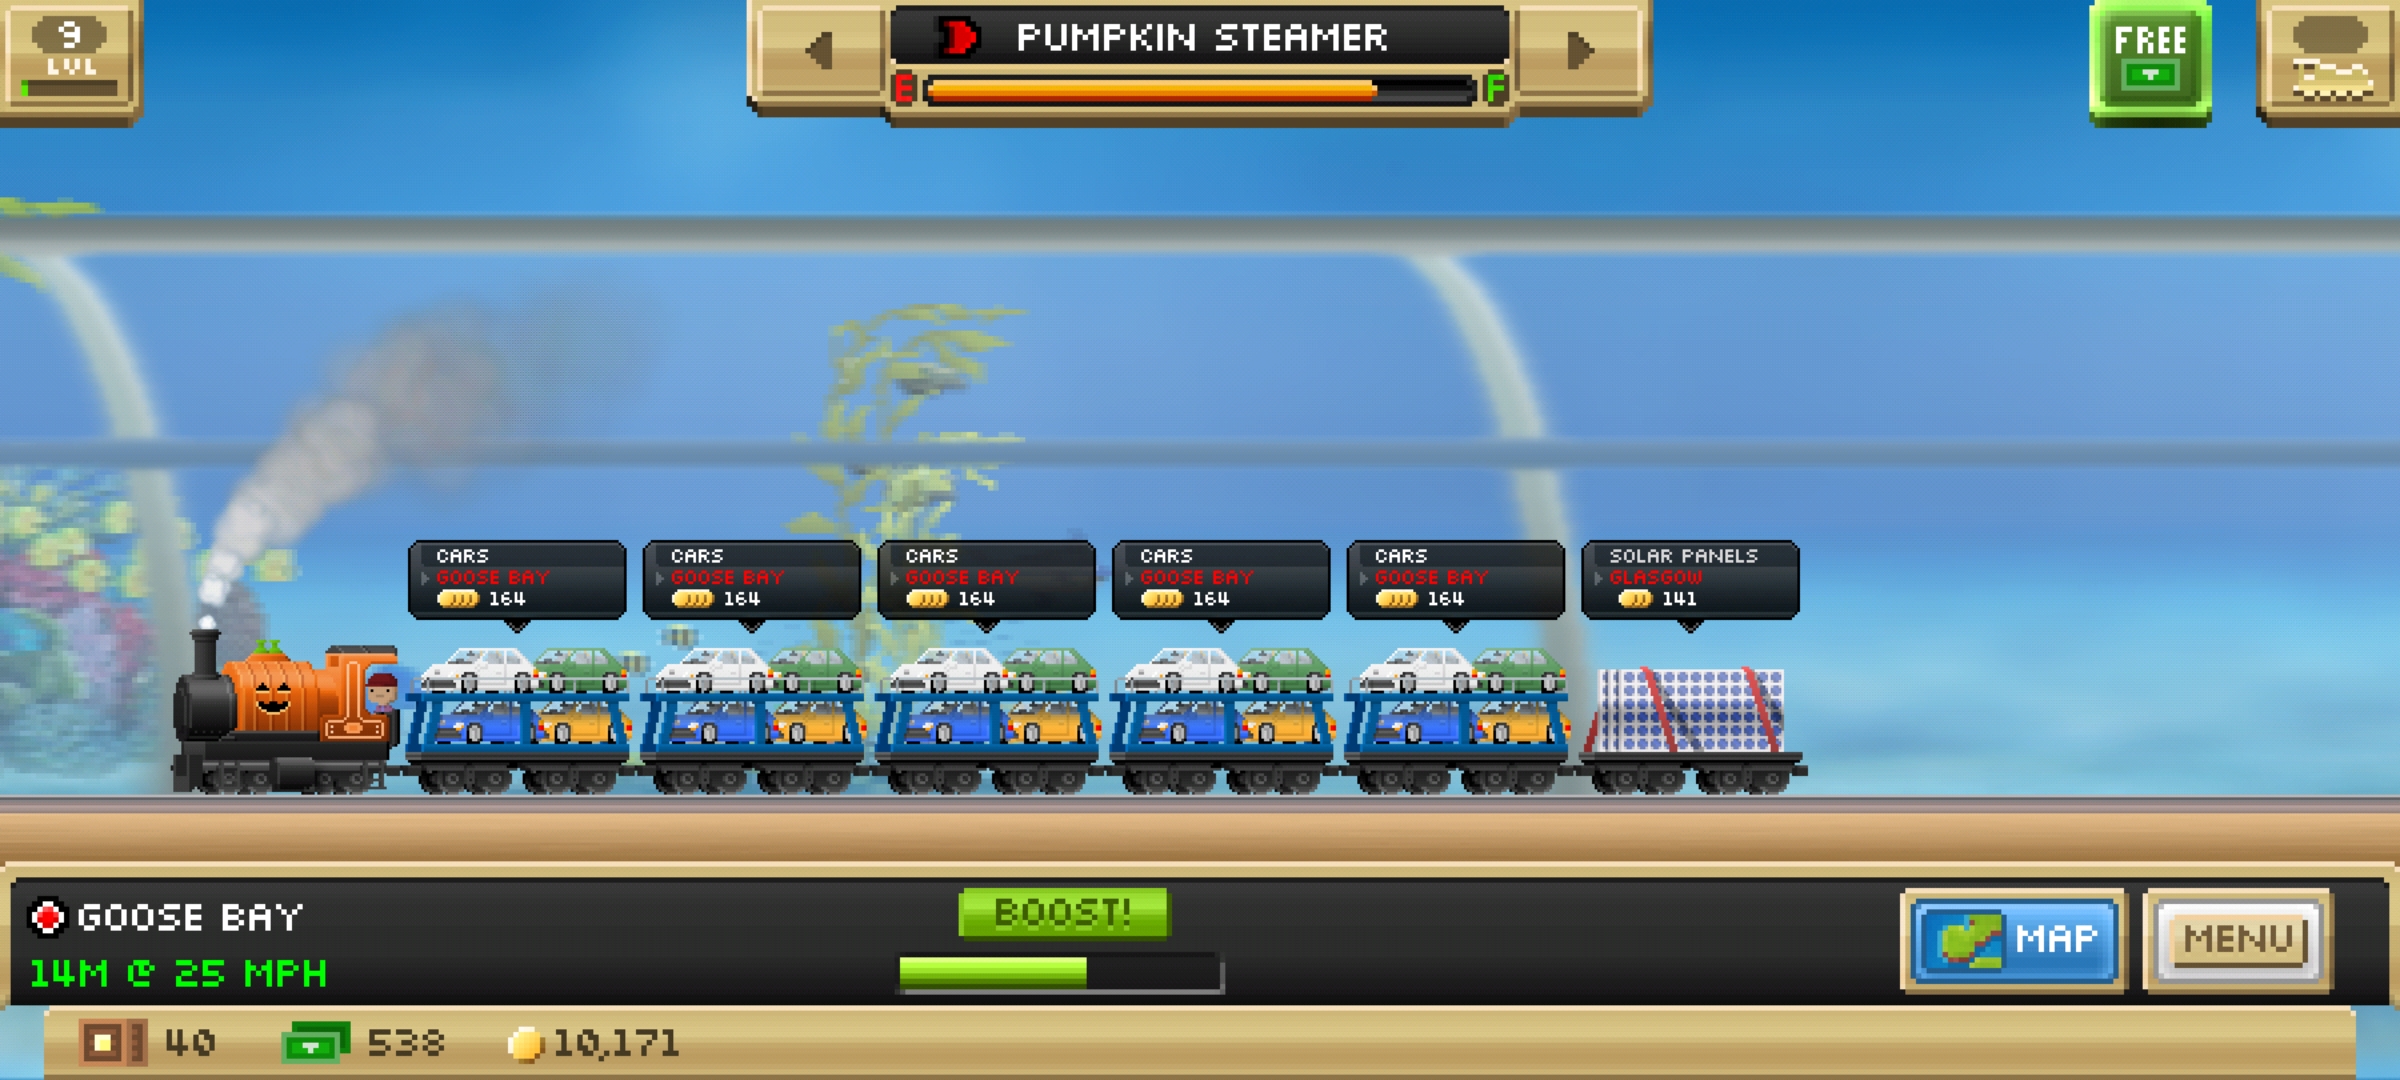 9
LVL
PUMPKIN STEAMER
E
F
FREE
CARS
GOOSE BAY
164
CARS
GOOSE BAY
164
CARS
GOOSE BAY
164
CARS
GOOSE BAY
164
CARS
GOOSE BAY
164
SOLAR PANELS
GLASGOW
141
GOOSE BAY
14M @ 25 MPH
BOOST!
MAP
MENU
40
538
10,171